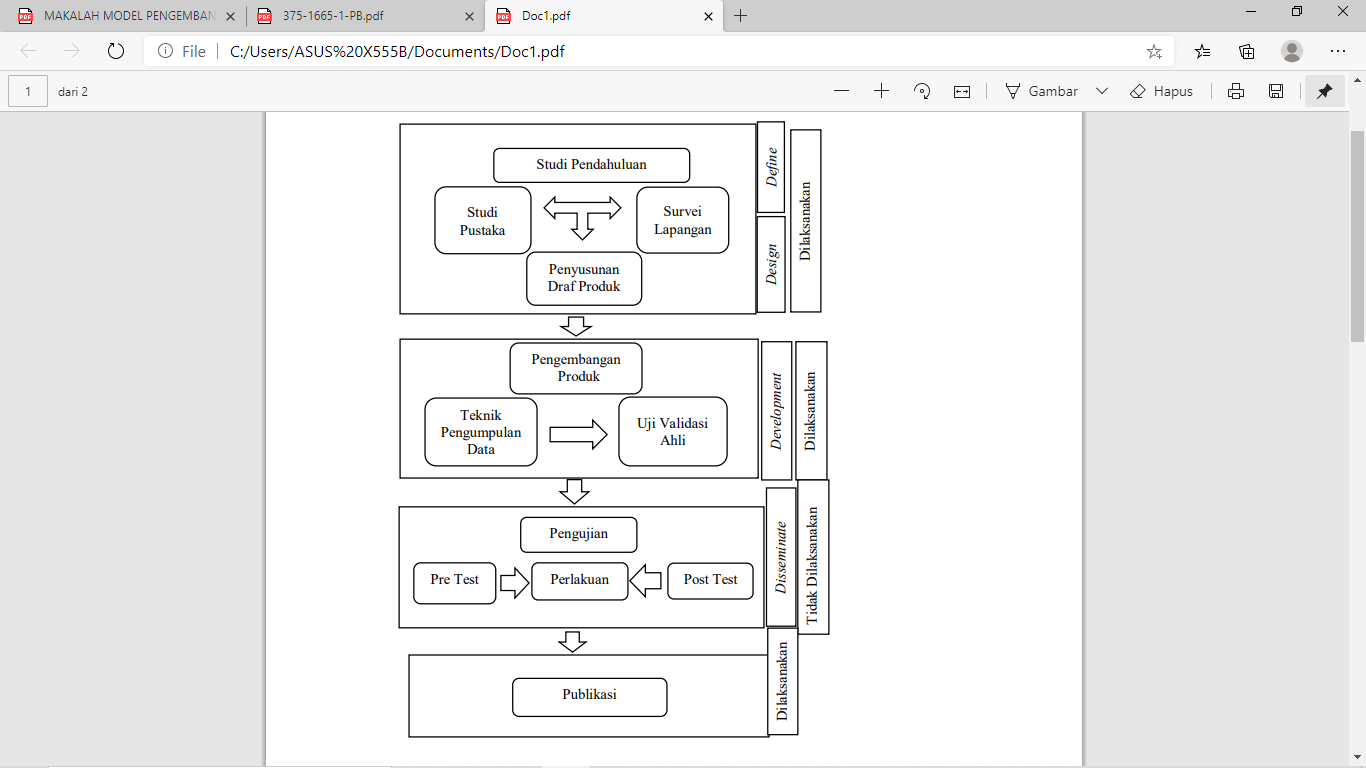 MAKALAH MODEL PENGEMBAN
375-1665-1-PB.pdf
Doc1.pdf
File
C:/Users/ASUS%20X555B/Documents/Doc1.pdf
1
dari 2
Gambar
Hapus
Studi Pendahuluan
Studi
Pustaka
Survei
Lapangan
Penyusunan
Draf Produk
Define
Design
Dilaksanakan
Pengembangan
Produk
Teknik
Pengumpulan
Data
Uji Validasi
Ahli
Development
Dilaksanakan
Pengujian
Pre Test
Perlakuan
Post Test
Disseminate
Tidak Dilaksanakan
Publikasi
Dilaksanakan